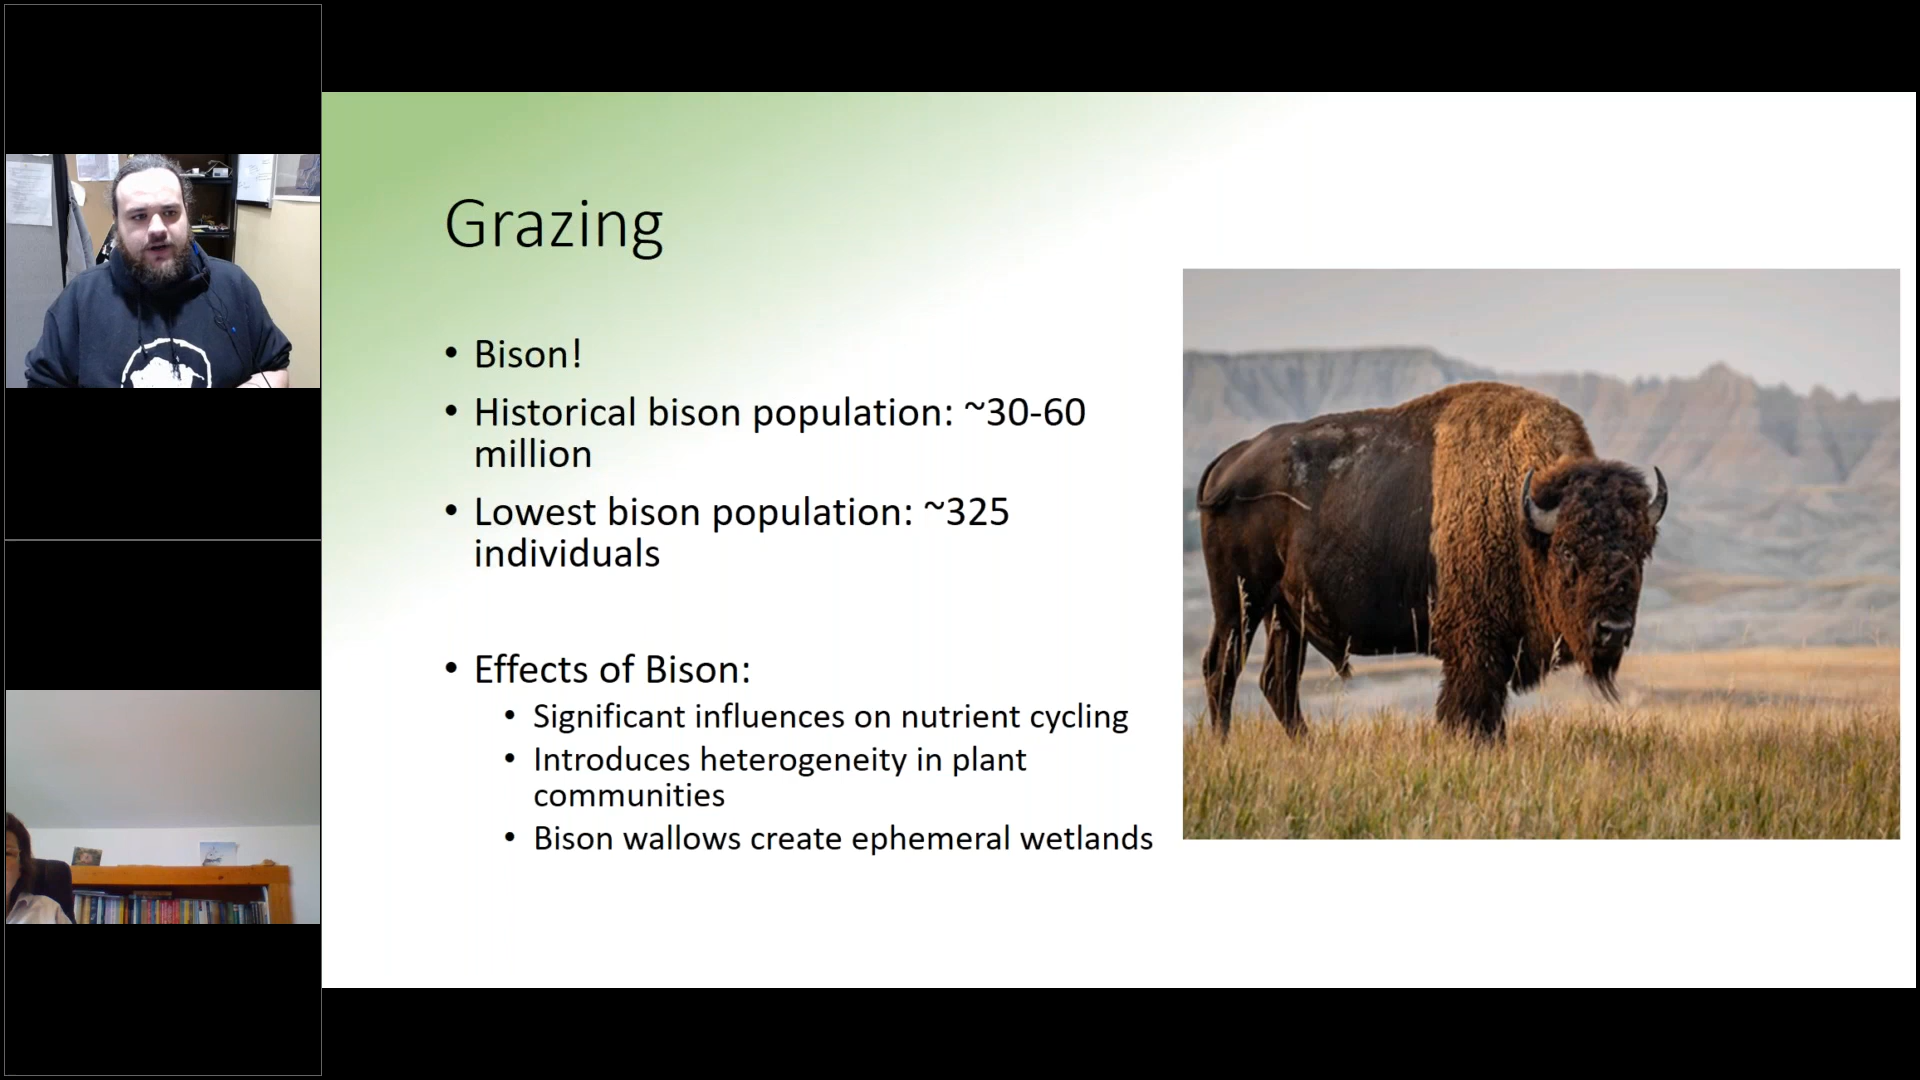 Grazing
• Bison!
• Historical bison population: ~30-60
million
• Lowest bison population: ~325
individuals
• Effects of Bison:
• Significant influences on nutrient cycling
• Introduces heterogeneity in plant
communities
• Bison wallows create ephemeral wetlands